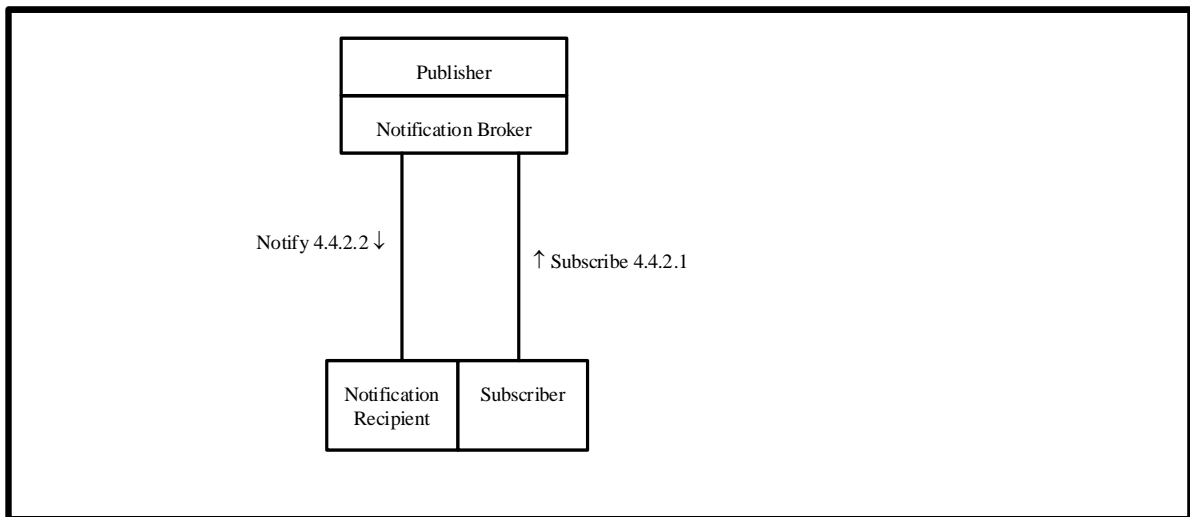 Publisher
Notification Broker
Notify 4.4.2.2 ↓
↑ Subscribe 4.4.2.1
Notification
Recipient
Subscriber